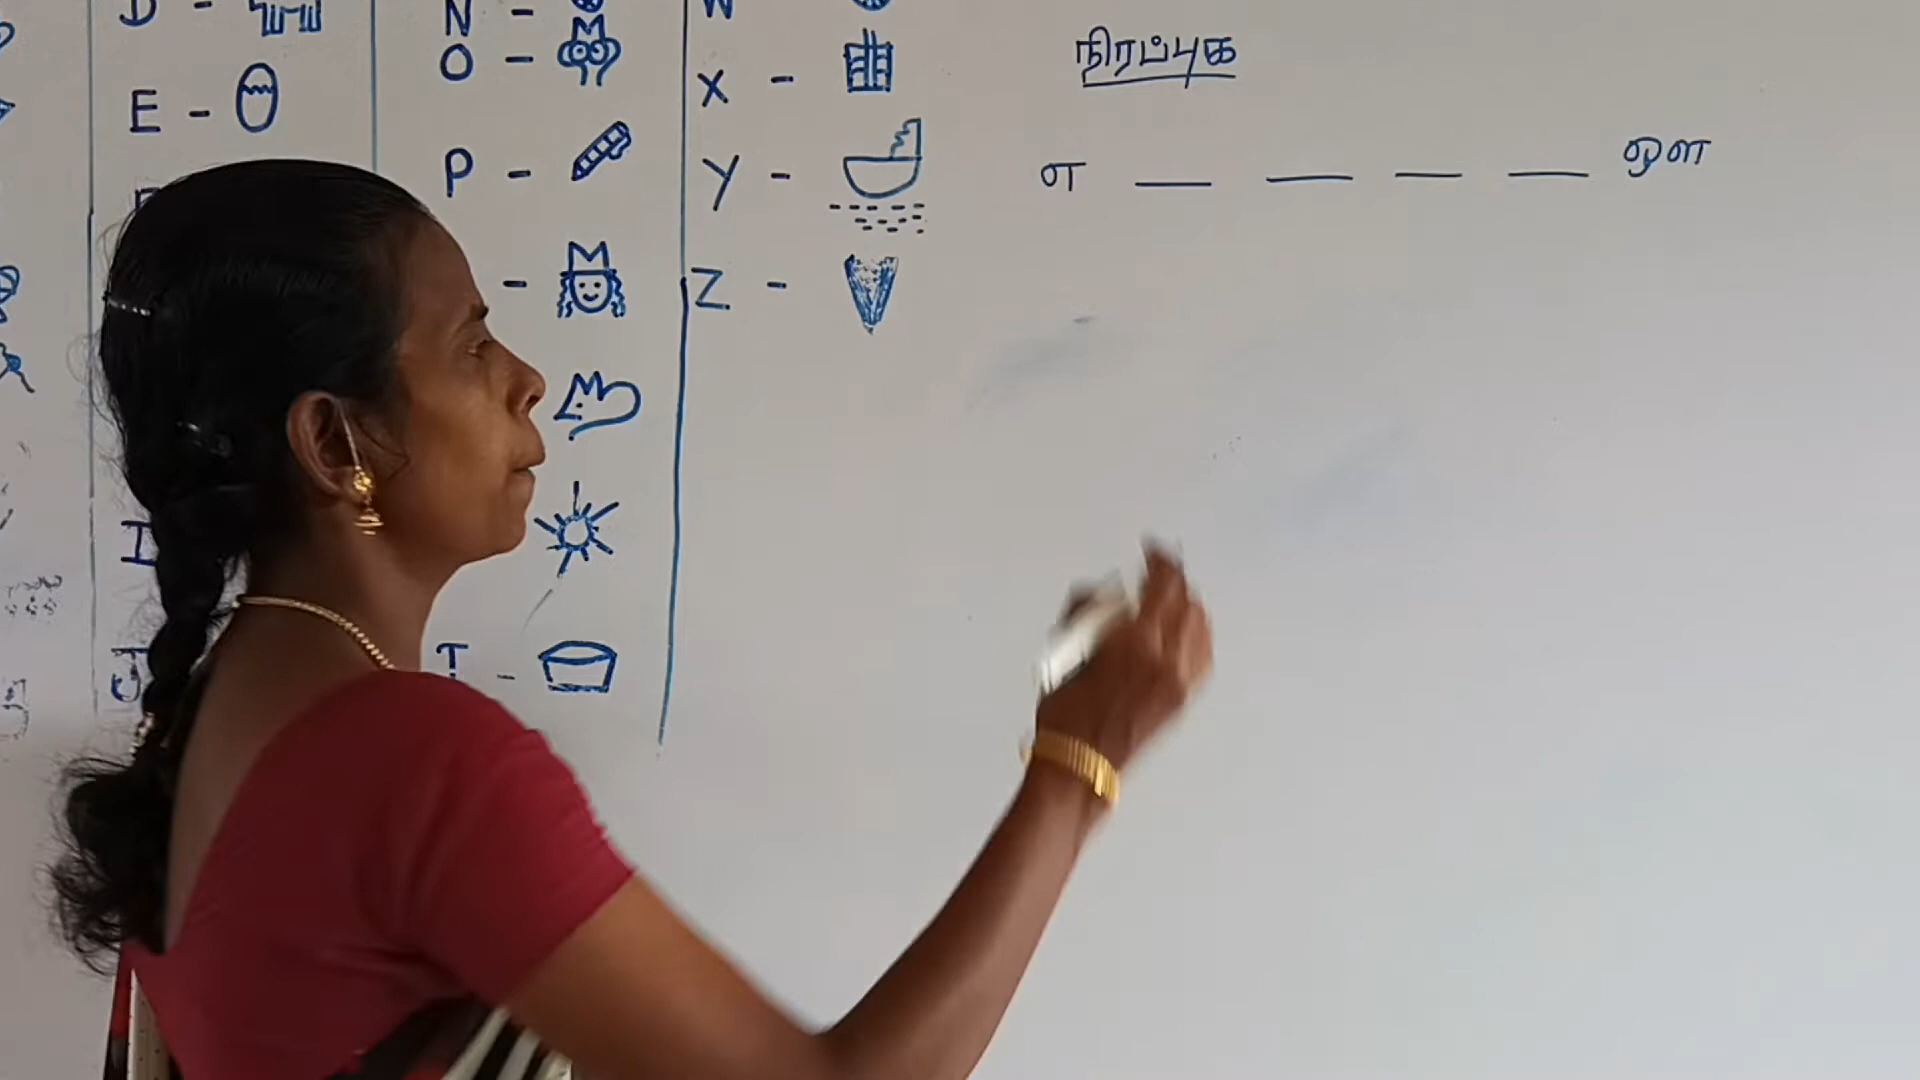 D -
E -
I
J
N -
O -
P -
-
T -
W
X -
Y -
Z -
நிரப்புக
எ — — — — ஔ